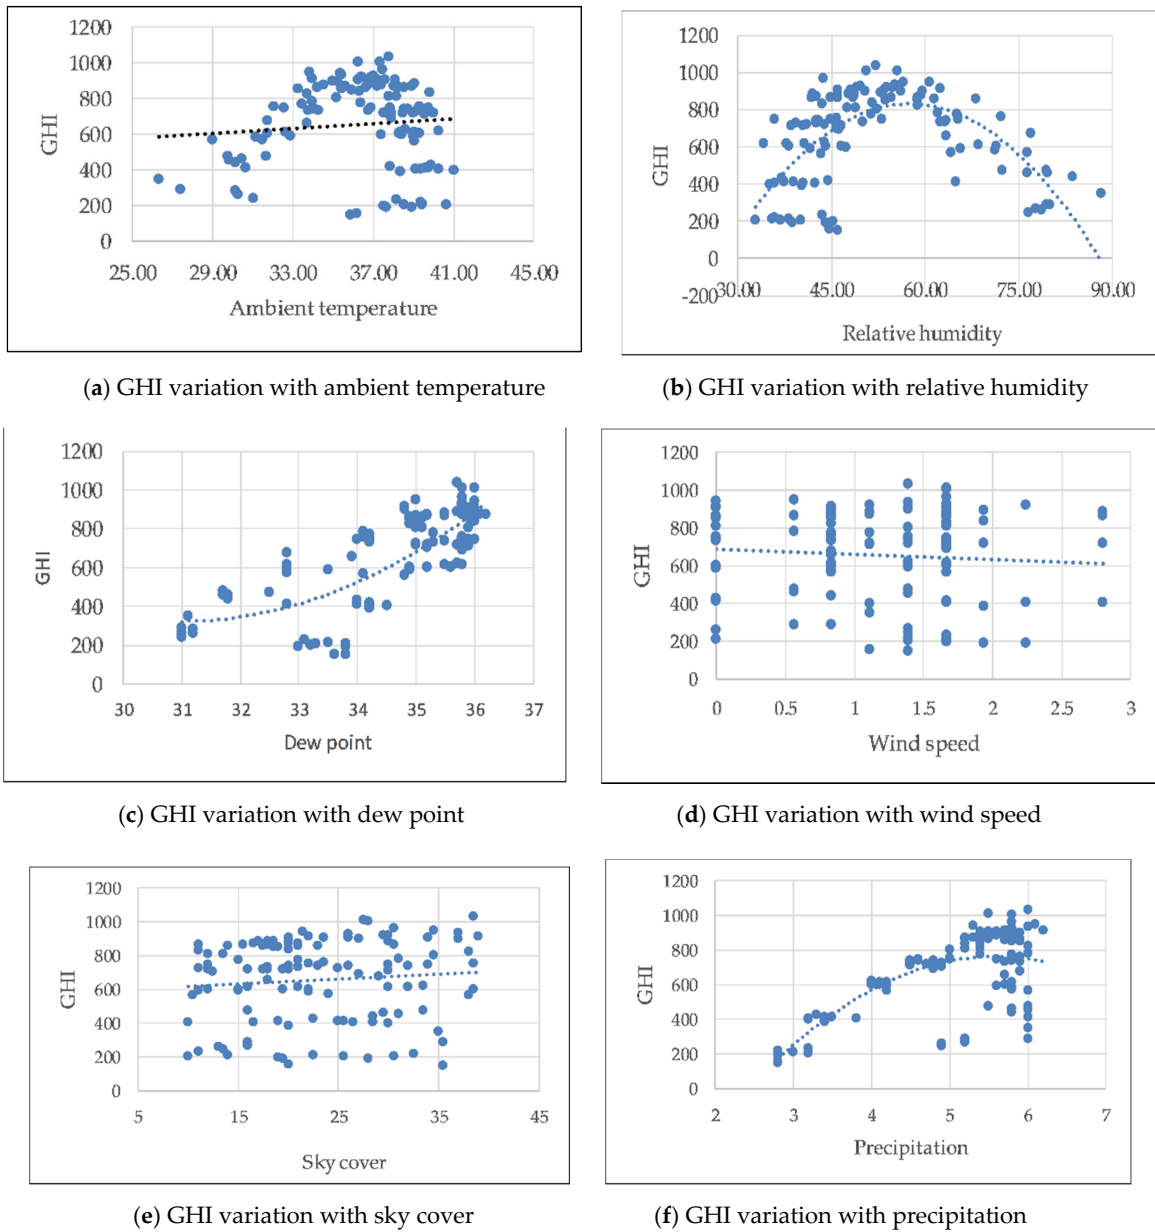 1200
1000
800
600
400
200
0
GHI
25.00 29.00 33.00 37.00 41.00 45.00
Ambient temperature
(a) GHI variation with ambient temperature
1200
1000
800
600
400
200
0
-200
GHI
30.00 45.00 60.00 75.00 90.00
Relative humidity
(b) GHI variation with relative humidity
1200
1000
800
600
400
200
0
GHI
30 31 32 33 34 35 36 37
Dew point
(c) GHI variation with dew point
1200
1000
800
600
400
200
0
GHI
0 0.5 1 1.5 2 2.5 3
Wind speed
(d) GHI variation with wind speed
1200
1000
800
600
400
200
0
GHI
5 15 25 35 45
Sky cover
(e) GHI variation with sky cover
1200
1000
800
600
400
200
0
GHI
2 3 4 5 6 7
Precipitation
(f) GHI variation with precipitation